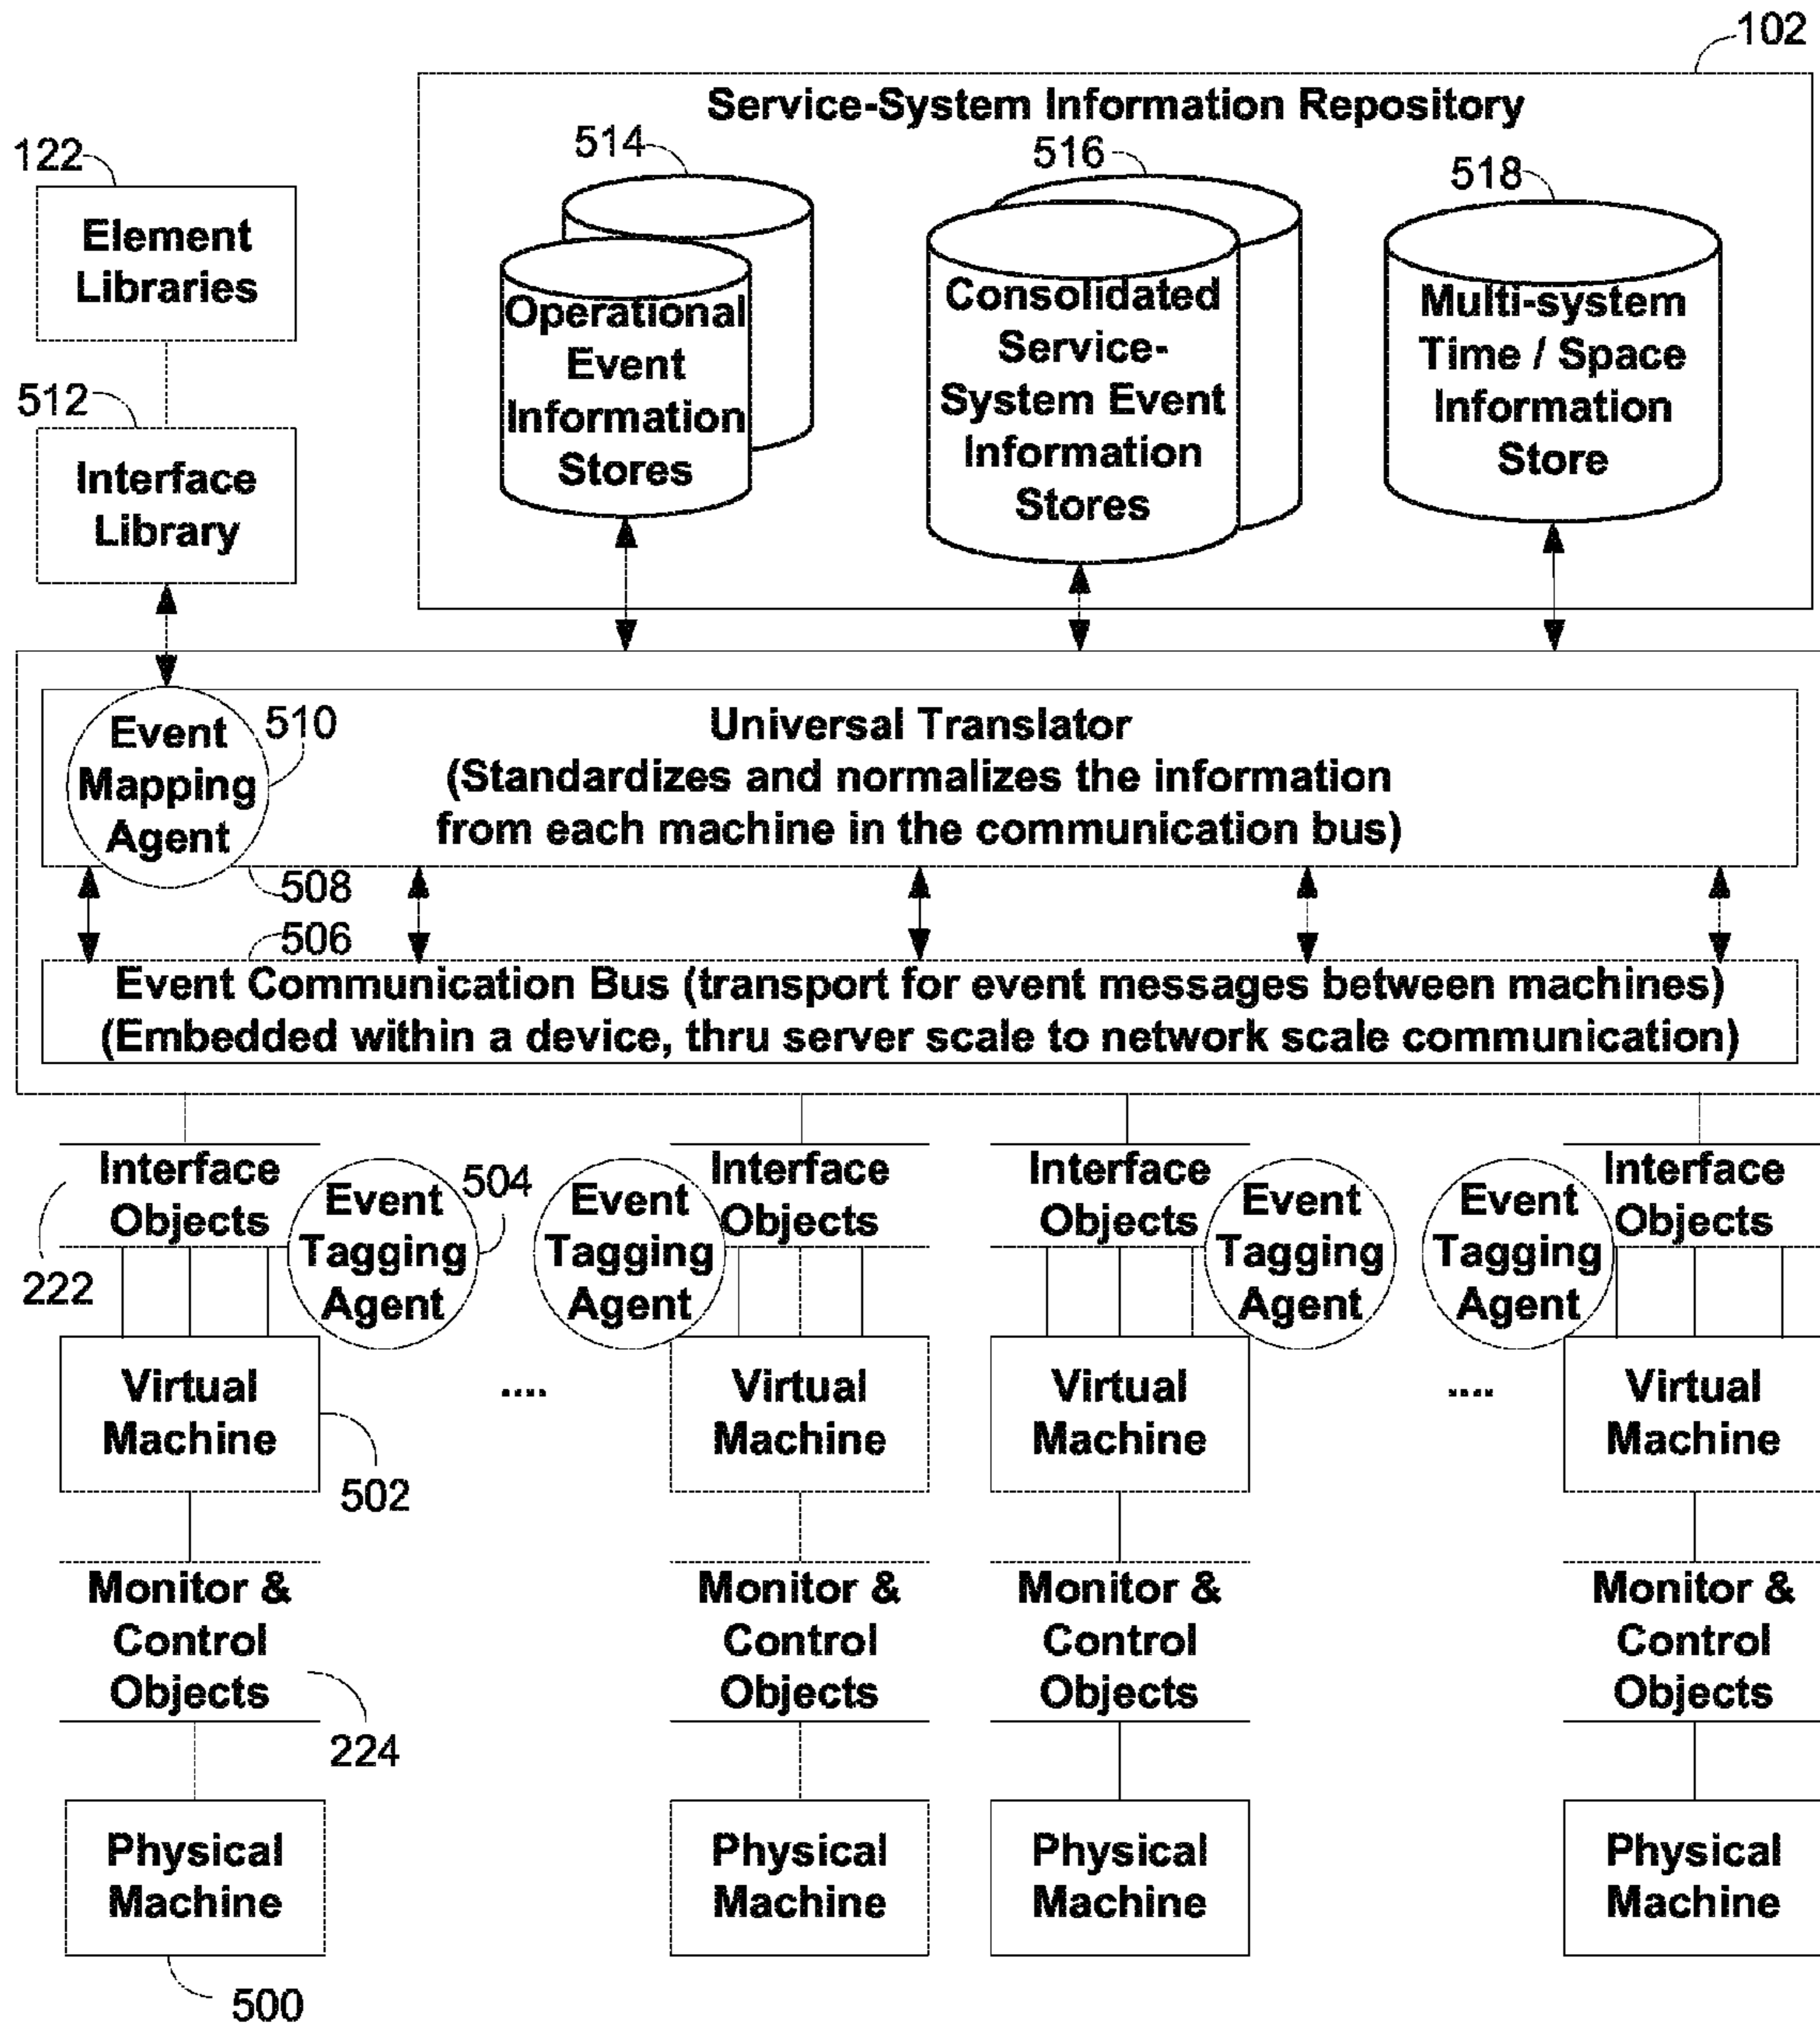 102
Service-System Information Repository
514
516
518
122
Element
Libraries
Operational
Event
Information
Stores
Consolidated
Service-
System Event
Information
Stores
Multi-system
Time / Space
Information
Store
512
Interface
Library
Event
Mapping
Agent
510
Universal Translator
(Standardizes and normalizes the information
from each machine in the communication bus)
508
506
Event Communication Bus (transport for event messages between machines)
(Embedded within a device, thru server scale to network scale communication)
Interface
Objects
222
Event
Tagging
Agent
504
Event
Tagging
Agent
Interface
Objects
Interface
Objects
Event
Tagging
Agent
Event
Tagging
Agent
Interface
Objects
Virtual
Machine
502
....
Virtual
Machine
Virtual
Machine
....
Virtual
Machine
Monitor &
Control
Objects
224
Monitor &
Control
Objects
Monitor &
Control
Objects
Monitor &
Control
Objects
Physical
Machine
500
Physical
Machine
Physical
Machine
Physical
Machine